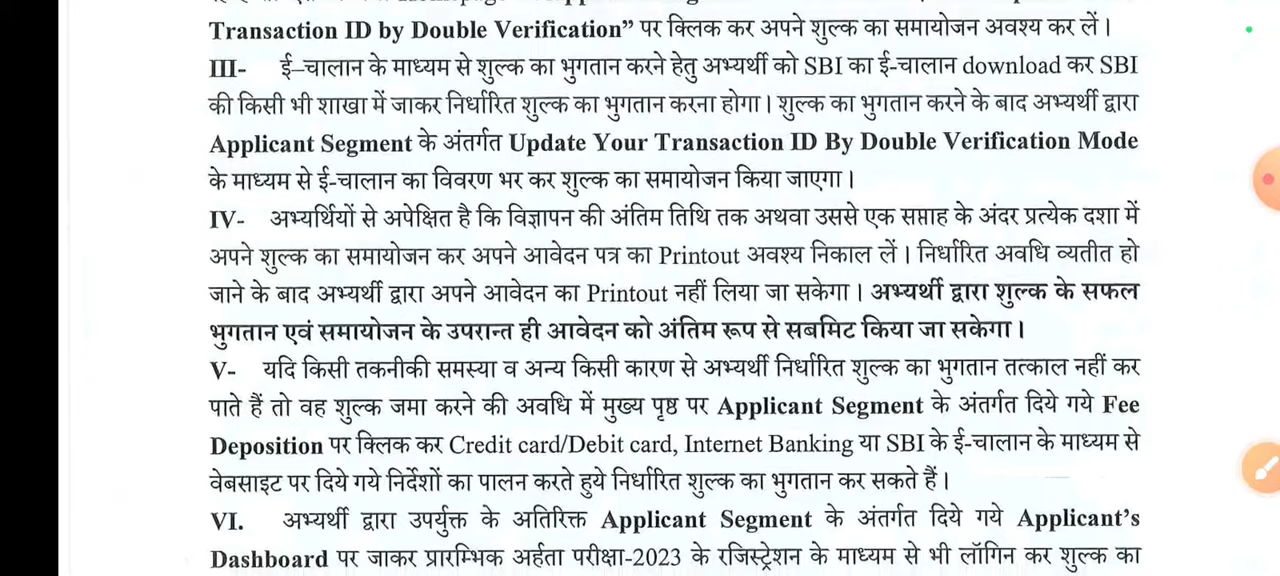 Transaction ID by Double Verification” पर क्लिक कर अपने शुल्क का समायोजन अवश्य कर लें।
III- ई–चालान के माध्यम से शुल्क का भुगतान करने हेतु अभ्यर्थी को SBI का ई-चालान download कर SBI
की किसी भी शाखा में जाकर निर्धारित शुल्क का भुगतान करना होगा। शुल्क का भुगतान करने के बाद अभ्यर्थी द्वारा
Applicant Segment के अंतर्गत Update Your Transaction ID By Double Verification Mode
के माध्यम से ई-चालान का विवरण भर कर शुल्क का समायोजन किया जाएगा।
IV- अभ्यर्थियों से अपेक्षित है कि विज्ञापन की अंतिम तिथि तक अथवा उससे एक सप्ताह के अंदर प्रत्येक दशा में
अपने शुल्क का समायोजन कर अपने आवेदन पत्र का Printout अवश्य निकाल लें। निर्धारित अवधि व्यतीत हो
जाने के बाद अभ्यर्थी द्वारा अपने आवेदन का Printout नहीं लिया जा सकेगा। अभ्यर्थी द्वारा शुल्क के सफल
भुगतान एवं समायोजन के उपरान्त ही आवेदन को अंतिम रूप से सबमिट किया जा सकेगा।
V- यदि किसी तकनीकी समस्या व अन्य किसी कारण से अभ्यर्थी निर्धारित शुल्क का भुगतान तत्काल नहीं कर
पाते हैं तो वह शुल्क जमा करने की अवधि में मुख्य पृष्ठ पर Applicant Segment के अंतर्गत दिये गये Fee
Deposition पर क्लिक कर Credit card/Debit card, Internet Banking या SBI के ई-चालान के माध्यम से
वेबसाइट पर दिये गये निर्देशों का पालन करते हुये निर्धारित शुल्क का भुगतान कर सकते हैं।
VI. अभ्यर्थी द्वारा उपर्युक्त के अतिरिक्त Applicant Segment के अंतर्गत दिये गये Applicant’s
Dashboard पर जाकर प्रारम्भिक अर्हता परीक्षा-2023 के रजिस्ट्रेशन के माध्यम से भी लॉगिन कर शुल्क का